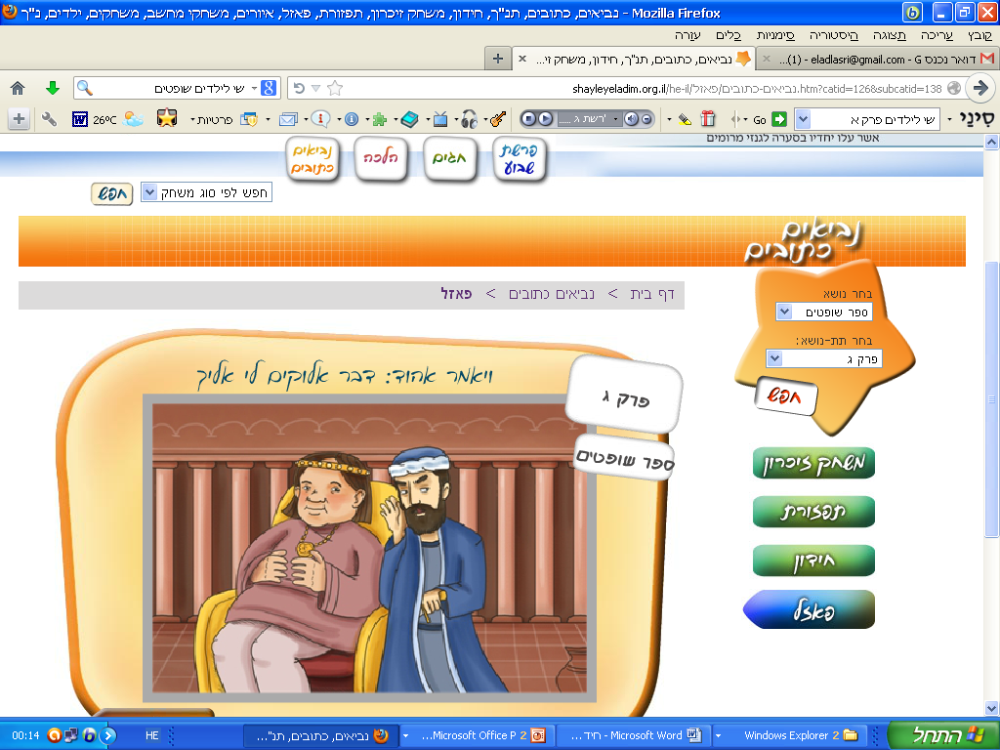 נביאים, כתובים, תנ"ך, חידון, משחק זיכרון, תפזורת, פאזל, איורים, משחקי מחשב, משחקים, ילדים, נ"ך - Mozilla Firefox
קובץ עריכה תצוגה היסטוריה סימניות כלים עזרה
דואר נכנס (1) - eladlasri@gmail.com - G...
נביאים, כתובים, תנ"ך, חידון, משחק זי...
shayleyeladim.org.il/he-il/נביאים-כתובים/פאזל.htm?catid=126&subcatid=138
שי לילדים שופטים
סיני
שי לילדים פרק א
Go
רשת ג'
פרטיות
26°C
אשר עלו יחדיו בסערה לגנזי מרומים
פרשת שבוע
חגים
הלכה
נביאים כתובים
חפש לפי סוג משחק
חפש
נביאים
כתובים
דף בית > נביאים כתובים > פאזל
בחר נושא
ספר שופטים
בחר תת-נושא:
פרק ג
חפש
ויאמר אהוד: דבר אלוקים לי אליך
פרק ג
ספר שופטים
משחק זיכרון
תפזורת
חידון
פאזל
התחל
2 Windows Explorer
חיד... - Microsoft Word
2 Microsoft Office P...
נביאים, כתובים, תנ"...
HE
00:14